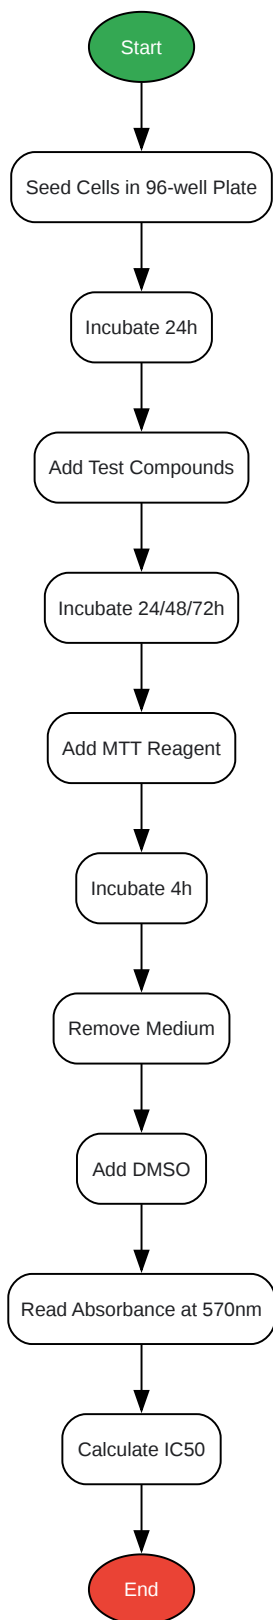 Start
Seed Cells in 96-well Plate
Incubate 24h
Add Test Compounds
Incubate 24/48/72h
Add MTT Reagent
Incubate 4h
Remove Medium
Add DMSO
Read Absorbance at 570nm
Calculate IC50
End